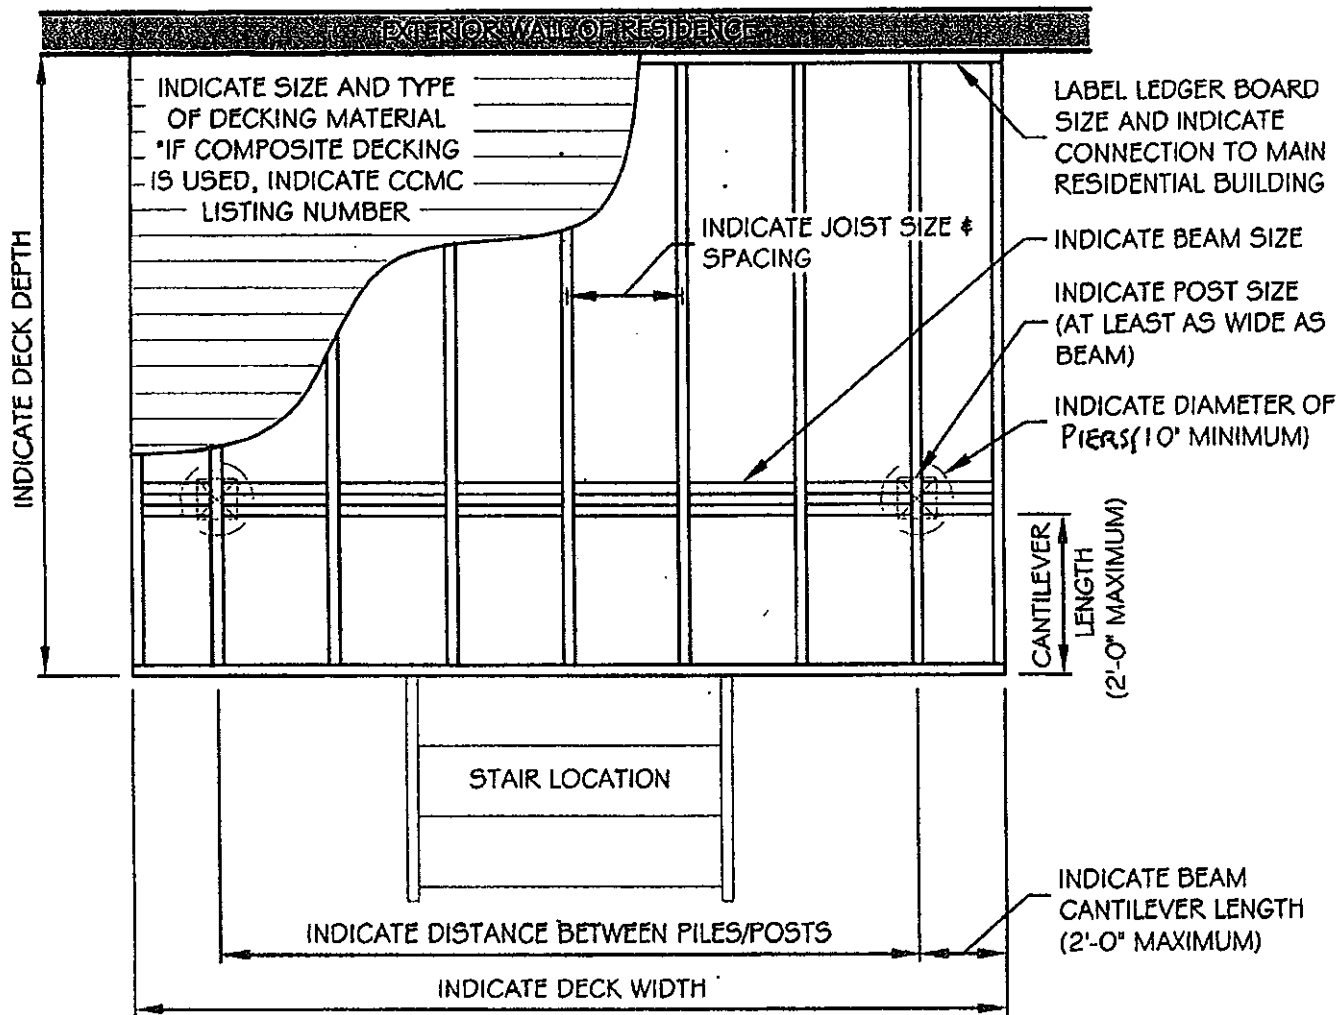 EXTERIOR WALL OF RESIDENCE
INDICATE SIZE AND TYPE
OF DECKING MATERIAL
*IF COMPOSITE DECKING
IS USED, INDICATE CCMC
LISTING NUMBER
LABEL LEDGER BOARD
SIZE AND INDICATE
CONNECTION TO MAIN
RESIDENTIAL BUILDING
INDICATE JOIST SIZE &
SPACING
INDICATE BEAM SIZE
INDICATE POST SIZE
(AT LEAST AS WIDE AS
BEAM)
INDICATE DIAMETER OF
PIERS(10" MINIMUM)
INDICATE DECK DEPTH
CANTILEVER
LENGTH
(2'-0" MAXIMUM)
STAIR LOCATION
INDICATE BEAM
CANTILEVER LENGTH
(2'-0" MAXIMUM)
INDICATE DISTANCE BETWEEN PILES/POSTS
INDICATE DECK WIDTH